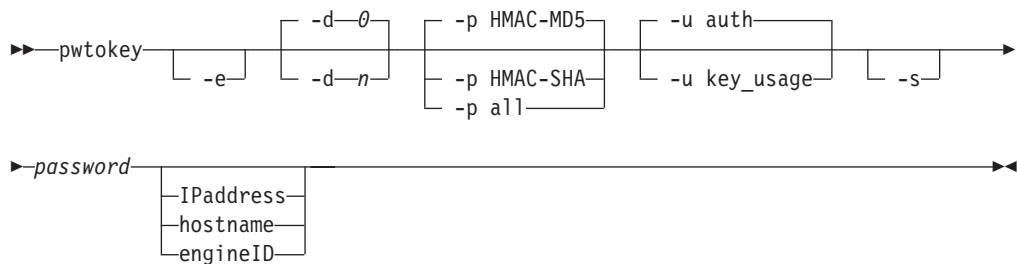 -d 0 -p HMAC-MD5 -u auth
pwtokey
-e -d n -p HMAC-SHA -u key_usage -s
-p all
password
IPaddress
hostname
engineID